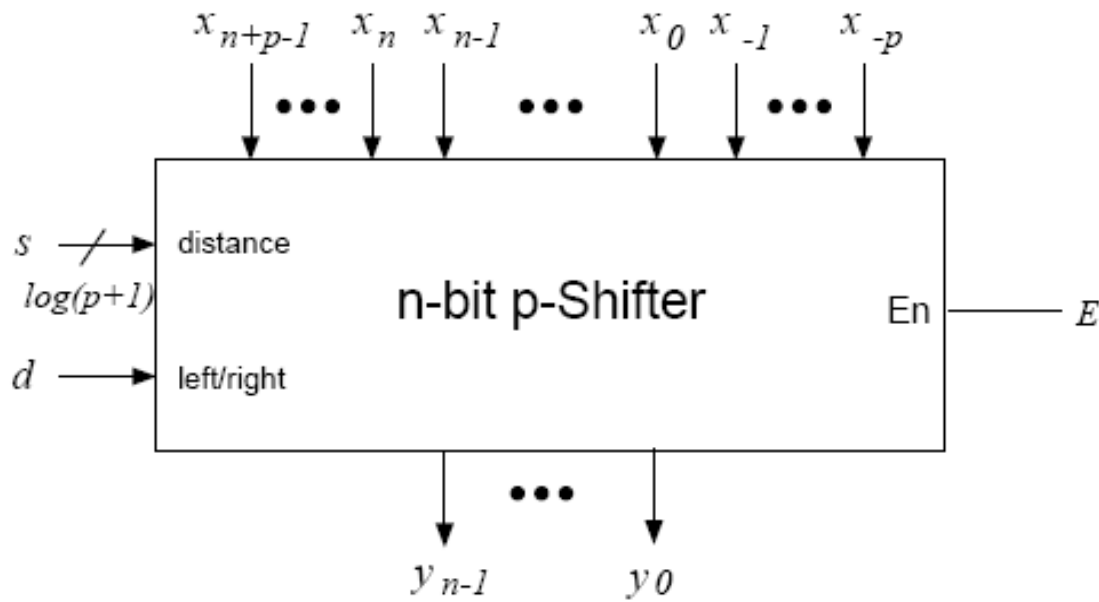 x n+p-1 x n x n-1 x 0 x -1 x -p
s distance
log(p+1)
n-bit p-Shifter
En E
d left/right
y n-1 y 0